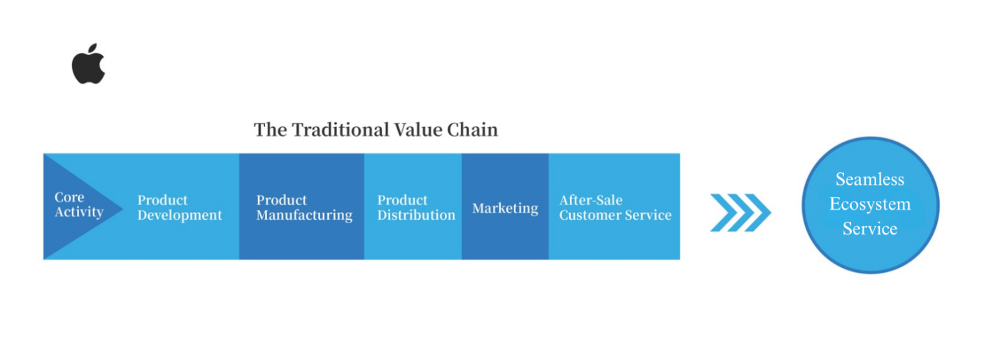 The Traditional Value Chain
Core
Activity
Product
Development
Product
Manufacturing
Product
Distribution
Marketing
After-Sale
Customer Service
Seamless
Ecosystem
Service